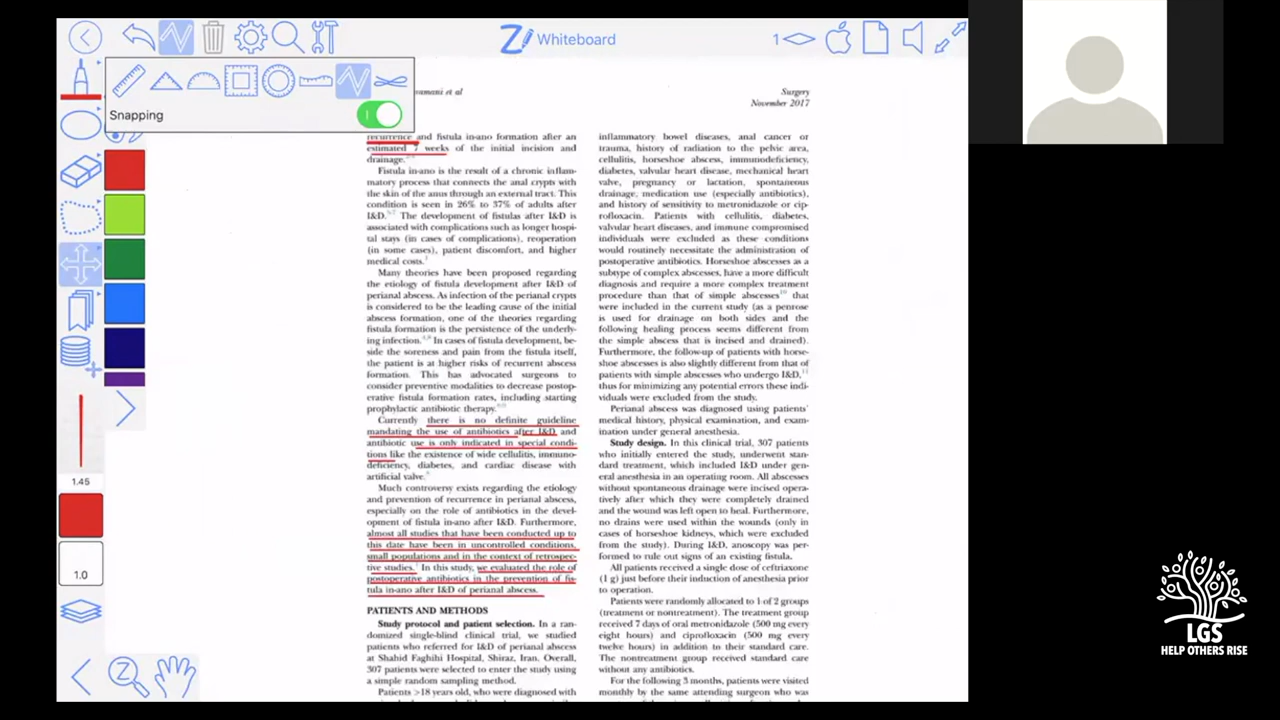 1
Whiteboard
Snapping
1.45
1.0
amani et al
Surgery
November 2017
recurrence and fistula in-ano formation after an
estimated 7 weeks of the initial incision and
drainage.
Fistula in-ano is the result of a chronic inflam-
matory process that connects the anal crypts with
the skin of the anus through an external tract. This
condition is seen in 26% to 37% of adults after
I&D. The development of fistulas after I&D is
associated with complications such as longer hospi-
tal stays (in cases of complications), reoperation
(in some cases), patient discomfort, and higher
medical costs.
Many theories have been proposed regarding
the etiology of fistula development after I&D of
perianal abscess. As infection of the perianal crypts
is considered to be the leading cause of the initial
abscess formation, one of the theories regarding
fistula formation is the persistence of the underly-
ing infection. In cases of fistula development, be-
side the soreness and pain from the fistula itself,
the patient is at higher risks of recurrent abscess
formation. This has advocated surgeons to
consider preventive modalities to decrease postop-
erative fistula formation rates, including starting
prophylactic antibiotic therapy.
Currently there is no definite guideline
mandating the use of antibiotics after I&D and
antibiotic use is only indicated in special condi-
tions like the existence of wide cellulitis, immuno-
deficiency, diabetes, and cardiac disease with
artificial valve.
Much controversy exists regarding the etiology
and prevention of recurrence in perianal abscess,
especially on the role of antibiotics in the devel-
opment of fistula in-ano after I&D. Furthermore,
almost all studies that have been conducted up to
this date have been in uncontrolled conditions,
small populations and in the context of retrospec-
tive studies. In this study, we evaluated the role of
postoperative antibiotics in the prevention of fis-
tula in-ano after I&D of perianal abscess.
PATIENTS AND METHODS
Study protocol and patient selection. In a ran-
domized single-blind clinical trial, we studied
patients who referred for I&D of perianal abscess
at Shahid Faghihi Hospital, Shiraz, Iran. Overall,
307 patients were selected to enter the study using
a simple random sampling method.
Patients >18 years old, who were diagnosed with
inflammatory bowel diseases, anal cancer or
trauma, history of radiation to the pelvic area,
cellulitis, horseshoe abscess, immunodeficiency,
diabetes, valvular heart disease, mechanical heart
valve, pregnancy or lactation, spontaneous
drainage, medication use (especially antibiotics),
and history of sensitivity to metronidazole or cip-
rofloxacin. Patients with cellulitis, diabetes,
valvular heart diseases, and immune compromised
individuals were excluded as these conditions
would routinely necessitate the administration of
postoperative antibiotics. Horseshoe abscesses as a
subtype of complex abscesses, have a more difficult
diagnosis and require a more complex treatment
procedure than that of simple abscesses that
were included in the current study (as a penrose
is used for drainage on both sides and the
following healing process seems different from
the simple abscess that is incised and drained).
Furthermore, the follow-up of patients with horse-
shoe abscesses is also slightly different from that of
patients with simple abscesses who undergo I&D,
thus for minimizing any potential errors these indi-
viduals were excluded from the study.
Perianal abscess was diagnosed using patients'
medical history, physical examination, and exam-
ination under general anesthesia.
Study design. In this clinical trial, 307 patients
who initially entered the study, underwent stan-
dard treatment, which included I&D under gen-
eral anesthesia in an operating room. All abscesses
without spontaneous drainage were incised opera-
tively after which they were completely drained
and the wound was left open to heal. Furthermore,
no drains were used within the wounds (only in
cases of horseshoe kidneys, which were excluded
from the study). During I&D, anoscopy was per-
formed to rule out signs of an existing fistula.
All patients received a single dose of ceftriaxone
(1 g) just before their induction of anesthesia prior
to operation.
Patients were randomly allocated to 1 of 2 groups
(treatment or nontreatment). The treatment group
received 7 days of oral metronidazole (500 mg every
eight hours) and ciprofloxacin (500 mg every
twelve hours) in addition to their standard care.
The nontreatment group received standard care
without any antibiotics.
For the following 3 months, patients were visited
monthly by the same attending surgeon who was
LGS
HELP OTHERS RISE